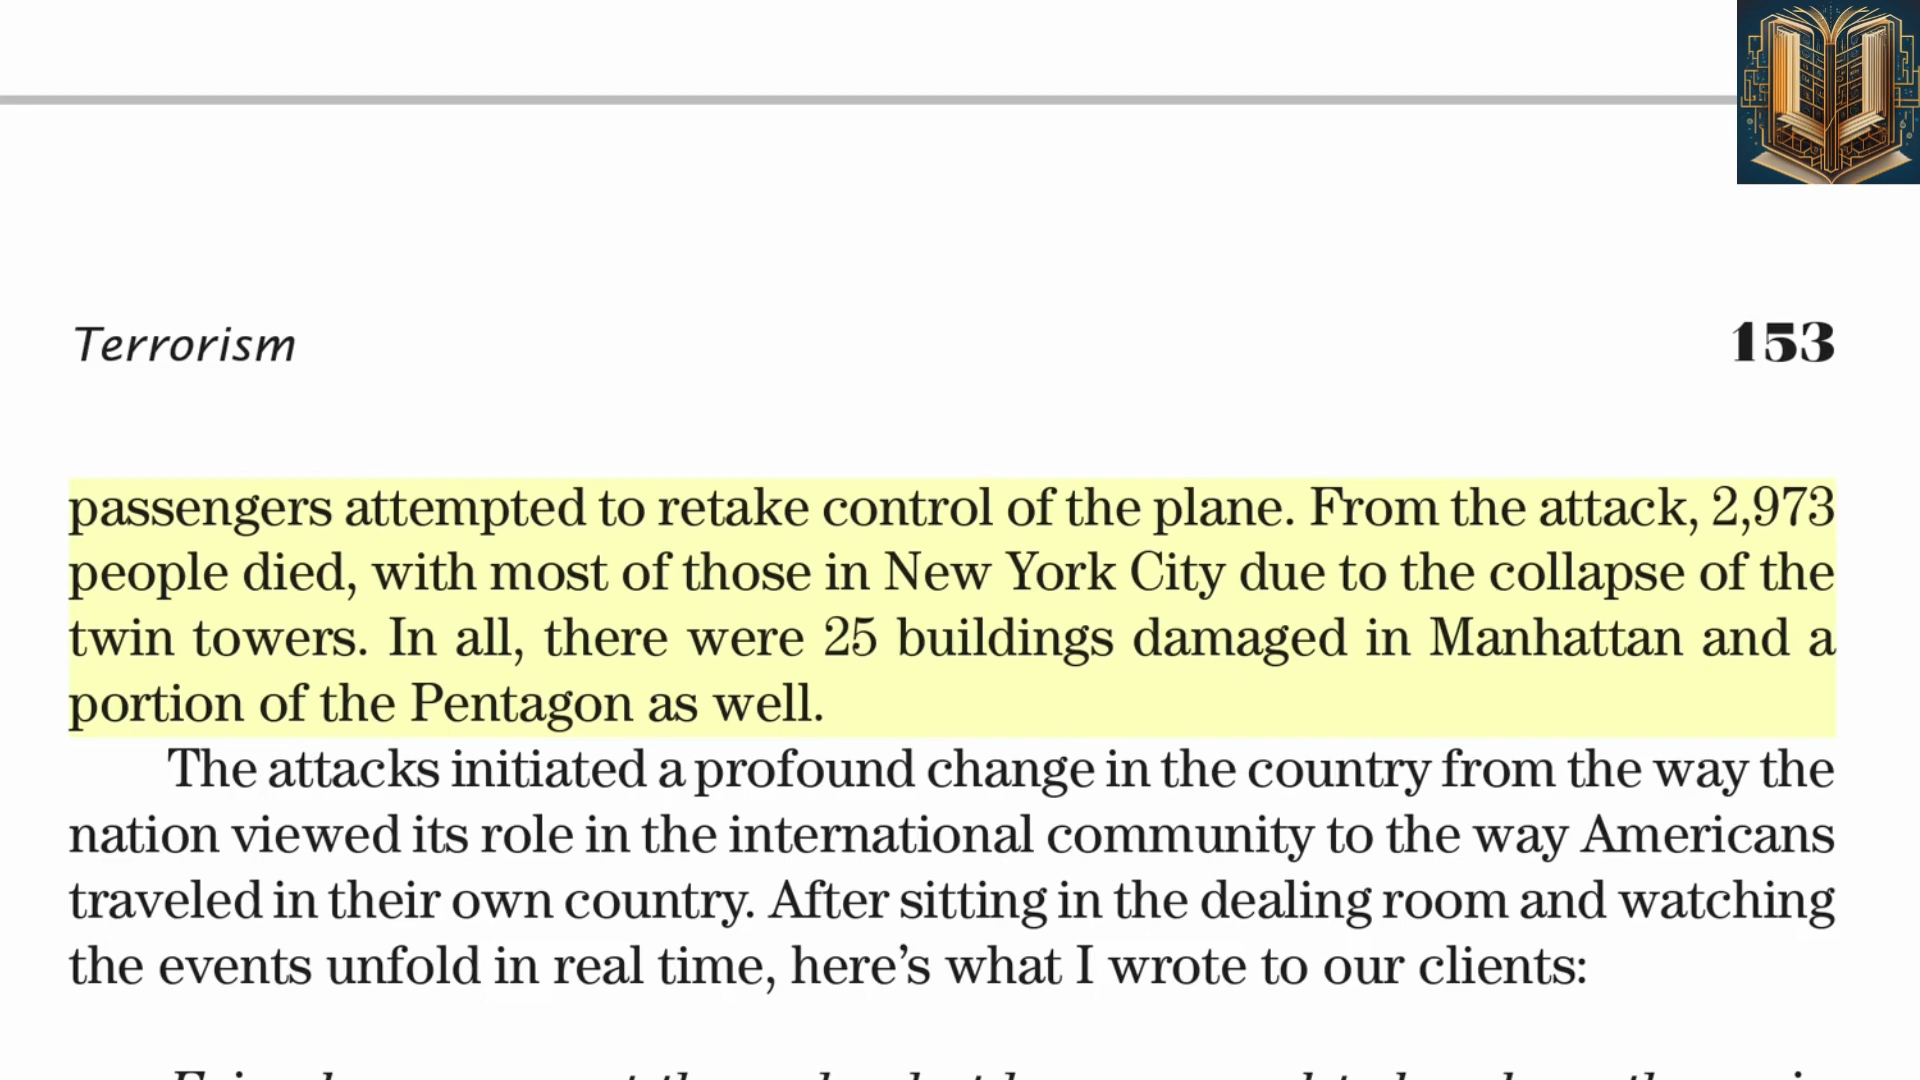 Terrorism 153
passengers attempted to retake control of the plane. From the attack, 2,973
people died, with most of those in New York City due to the collapse of the
twin towers. In all, there were 25 buildings damaged in Manhattan and a
portion of the Pentagon as well.
The attacks initiated a profound change in the country from the way the
nation viewed its role in the international community to the way Americans
traveled in their own country. After sitting in the dealing room and watching
the events unfold in real time, here’s what I wrote to our clients: